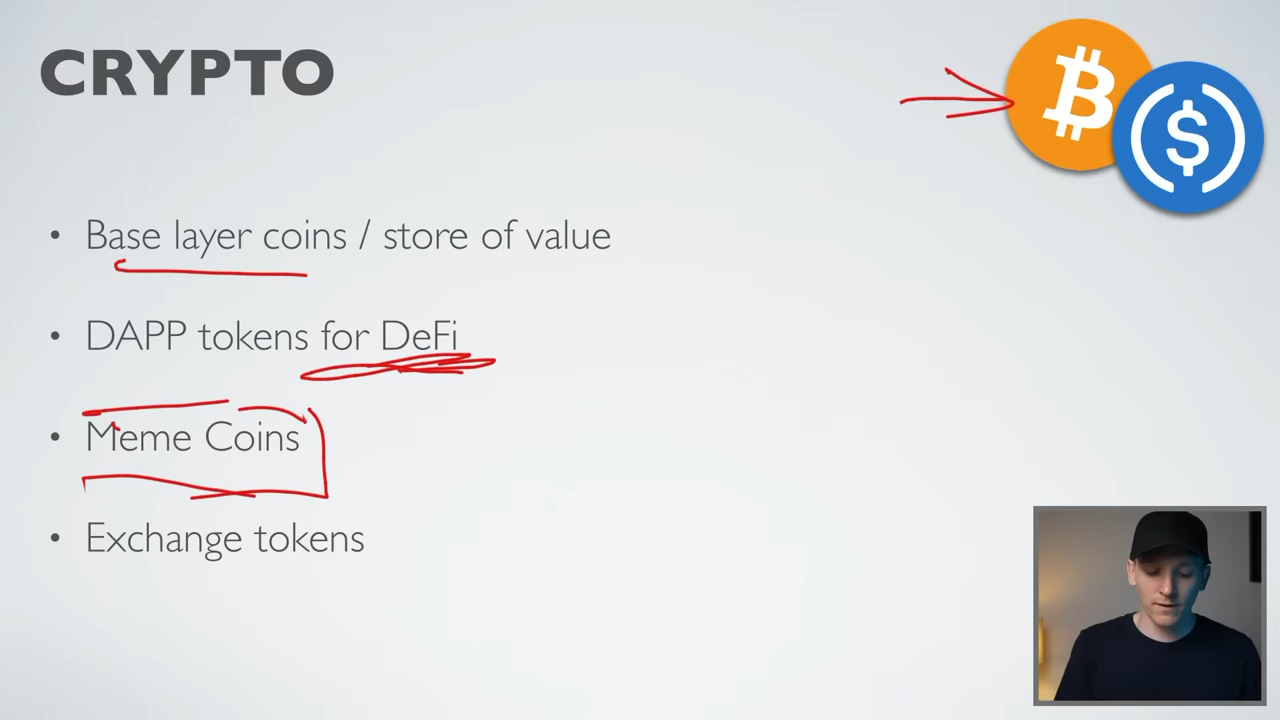 CRYPTO
• Base layer coins / store of value
• DAPP tokens for DeFi
• Meme Coins
• Exchange tokens